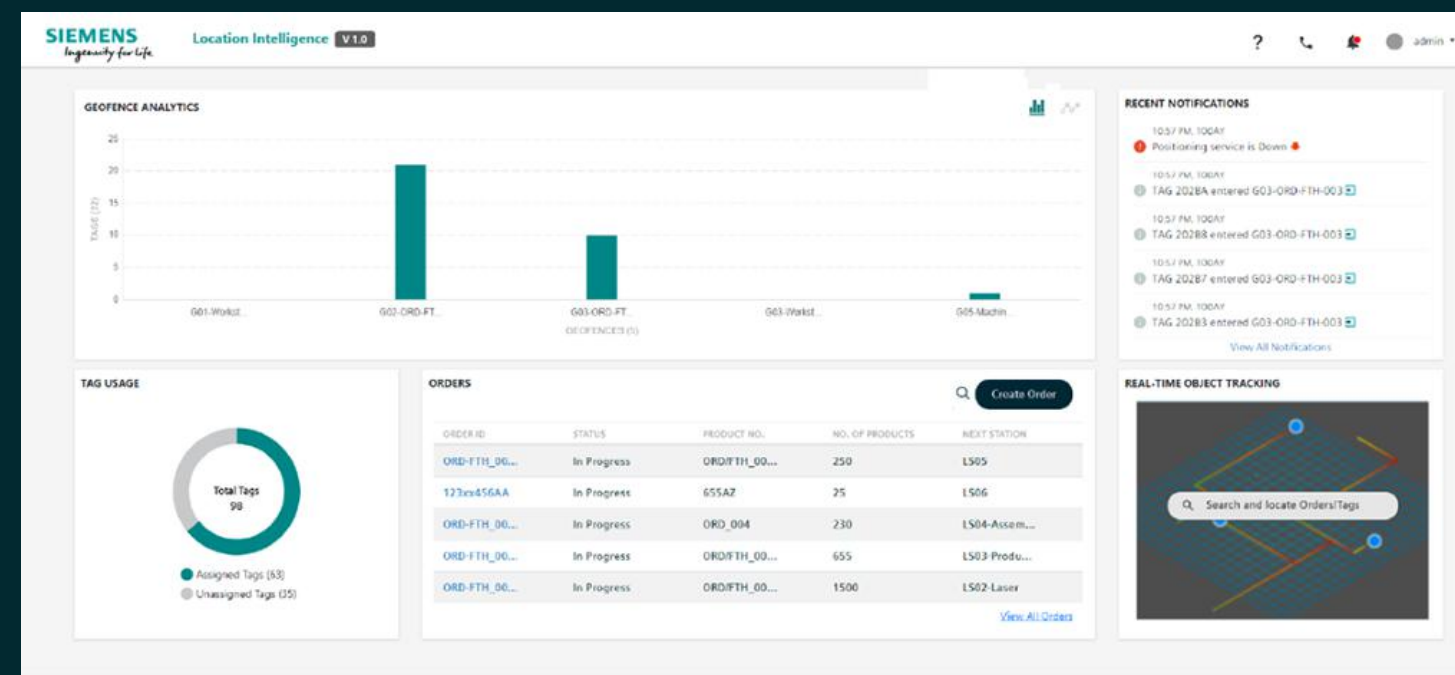 SIEMENS
Ingenuity for life
Location Intelligence V 1.0
? admin
GEOFENCE ANALYTICS
25
20
15
10
5
0
TAGS (32)
G01-Workst...
G02-ORD-FT...
G03-ORD-FT...
G03-Workst...
G05-Machin...
GEOFENCES (5)
RECENT NOTIFICATIONS
10:57 PM, TODAY
Positioning service is Down
10:57 PM, TODAY
TAG 2028A entered G03-ORD-FTH-003
10:57 PM, TODAY
TAG 20288 entered G03-ORD-FTH-003
10:57 PM, TODAY
TAG 20287 entered G03-ORD-FTH-003
10:57 PM, TODAY
TAG 20283 entered G03-ORD-FTH-003
View All Notifications
TAG USAGE
Total Tags
98
Assigned Tags (63)
Unassigned Tags (35)
ORDERS
Create Order
ORDER ID STATUS PRODUCT NO. NO. OF PRODUCTS NEXT STATION
ORD-FTH_00... In Progress ORD/FTH_00... 250 LS05
123xx456AA In Progress 655AZ 25 LS06
ORD-FTH_00... In Progress ORD_004 230 LS04-Assem...
ORD-FTH_00... In Progress ORD/FTH_00... 655 LS03-Produ...
ORD-FTH_00... In Progress ORD/FTH_00... 1500 LS02-Laser
View All Orders
REAL-TIME OBJECT TRACKING
Search and locate Orders/Tags